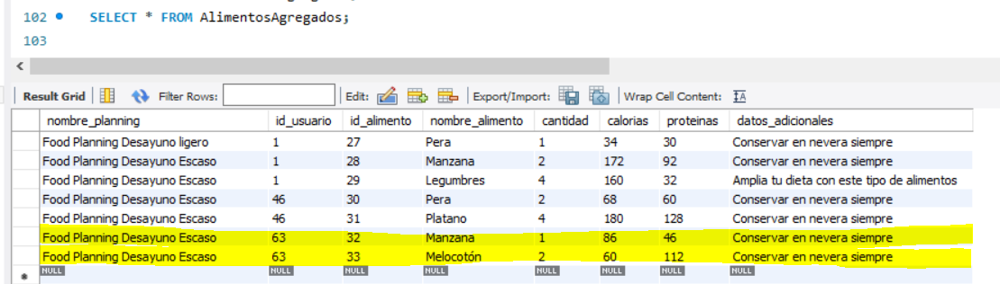 102 SELECT * FROM AlimentosAgregados;
103
Result Grid Filter Rows: Edit: Export/Import: Wrap Cell Content: IA
nombre_planning id_usuario id_alimento nombre_alimento cantidad calorias proteinas datos_adicionales
Food Planning Desayuno ligero 1 27 Pera 1 34 30 Conservar en nevera siempre
Food Planning Desayuno Escaso 1 28 Manzana 2 172 92 Conservar en nevera siempre
Food Planning Desayuno Escaso 1 29 Legumbres 4 160 32 Amplia tu dieta con este tipo de alimentos
Food Planning Desayuno Escaso 46 30 Pera 2 68 60 Conservar en nevera siempre
Food Planning Desayuno Escaso 46 31 Platano 4 180 128 Conservar en nevera siempre
Food Planning Desayuno Escaso 63 32 Manzana 1 86 46 Conservar en nevera siempre
Food Planning Desayuno Escaso 63 33 Melocotón 2 60 112 Conservar en nevera siempre
NULL NULL NULL NULL NULL NULL NULL NULL